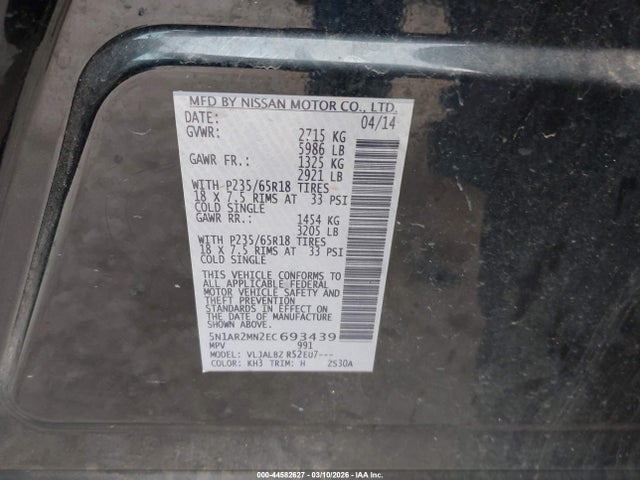 MFD BY NISSAN MOTOR CO., LTD.
DATE: 04/14
GVWR: 2715 KG
5986 LB
GAWR FR.: 1325 KG
2921 LB
WITH P235/65R18 TIRES
18 X 7.5 RIMS AT 33 PSI
COLD SINGLE
GAWR RR.: 1454 KG
3205 LB
WITH P235/65R18 TIRES
18 X 7.5 RIMS AT 33 PSI
COLD SINGLE
THIS VEHICLE CONFORMS TO
ALL APPLICABLE FEDERAL
MOTOR VEHICLE SAFETY AND
THEFT PREVENTION
STANDARDS IN EFFECT ON
THE DATE OF MANUFACTURE
SHOWN ABOVE.
5N1AR2MN2EC693439
MPV 991
MODEL: VLJALBZ R52EU7---
COLOR: KH3 TRIM: H ZS30A
000-44582627 - 03/10/2026 - IAA Inc.